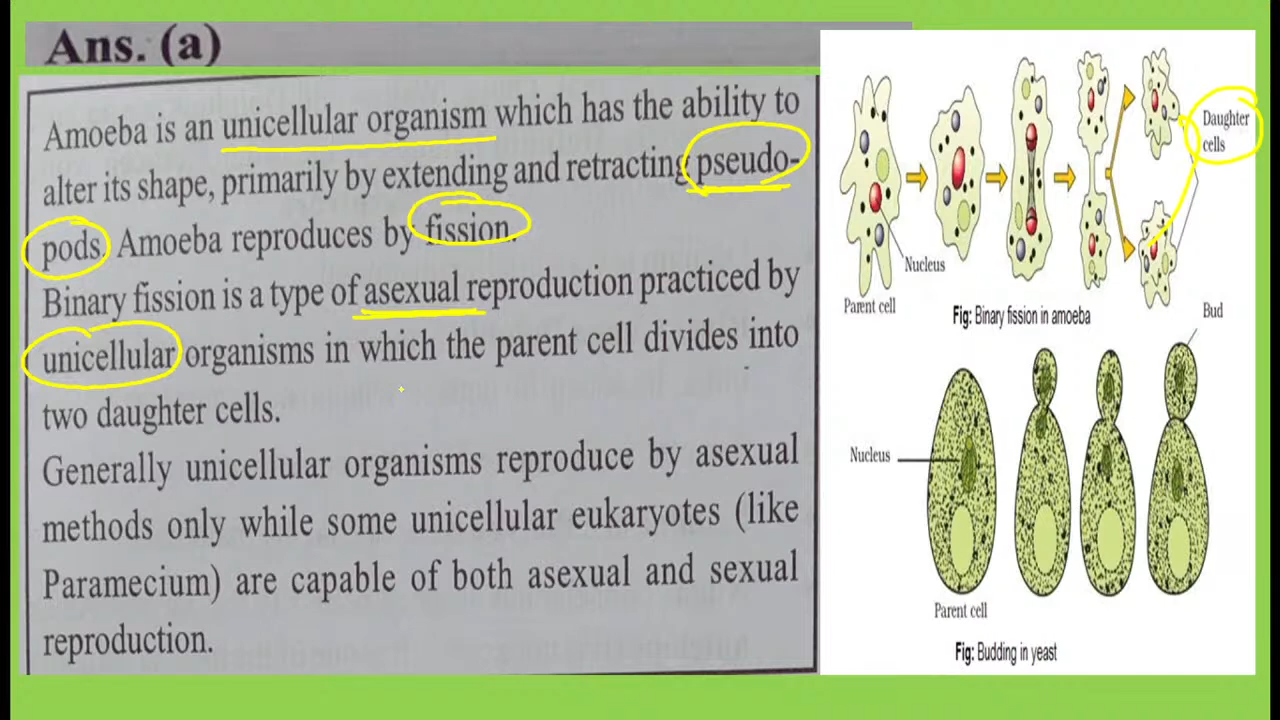 Ans. (a)
Amoeba is an unicellular organism which has the ability to
alter its shape, primarily by extending and retracting pseudo-
pods. Amoeba reproduces by fission.
Binary fission is a type of asexual reproduction practiced by
unicellular organisms in which the parent cell divides into
two daughter cells.
Generally unicellular organisms reproduce by asexual
methods only while some unicellular eukaryotes (like
Paramecium) are capable of both asexual and sexual
reproduction.
Daughter
cells
Nucleus
Parent cell
Fig: Binary fission in amoeba
Bud
Nucleus
Parent cell
Fig: Budding in yeast